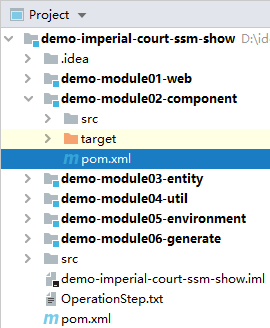 Project
demo-imperial-court-ssm-show D:\id
.idea
demo-module01-web
demo-module02-component
src
target
pom.xml
demo-module03-entity
demo-module04-util
demo-module05-environment
demo-module06-generate
src
demo-imperial-court-ssm-show.iml
OperationStep.txt
pom.xml